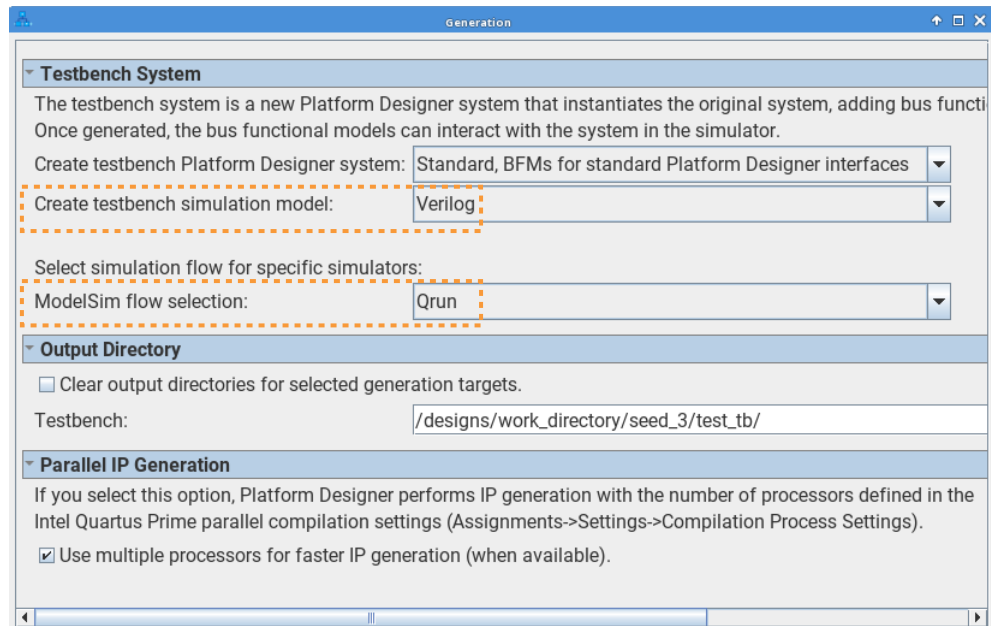 Generation
Testbench System
The testbench system is a new Platform Designer system that instantiates the original system, adding bus functi
Once generated, the bus functional models can interact with the system in the simulator.
Create testbench Platform Designer system: Standard, BFMs for standard Platform Designer interfaces
Create testbench simulation model: Verilog
Select simulation flow for specific simulators:
ModelSim flow selection: Qrun
Output Directory
Clear output directories for selected generation targets.
Testbench: /designs/work_directory/seed_3/test_tb/
Parallel IP Generation
If you select this option, Platform Designer performs IP generation with the number of processors defined in the
Intel Quartus Prime parallel compilation settings (Assignments->Settings->Compilation Process Settings).
Use multiple processors for faster IP generation (when available).